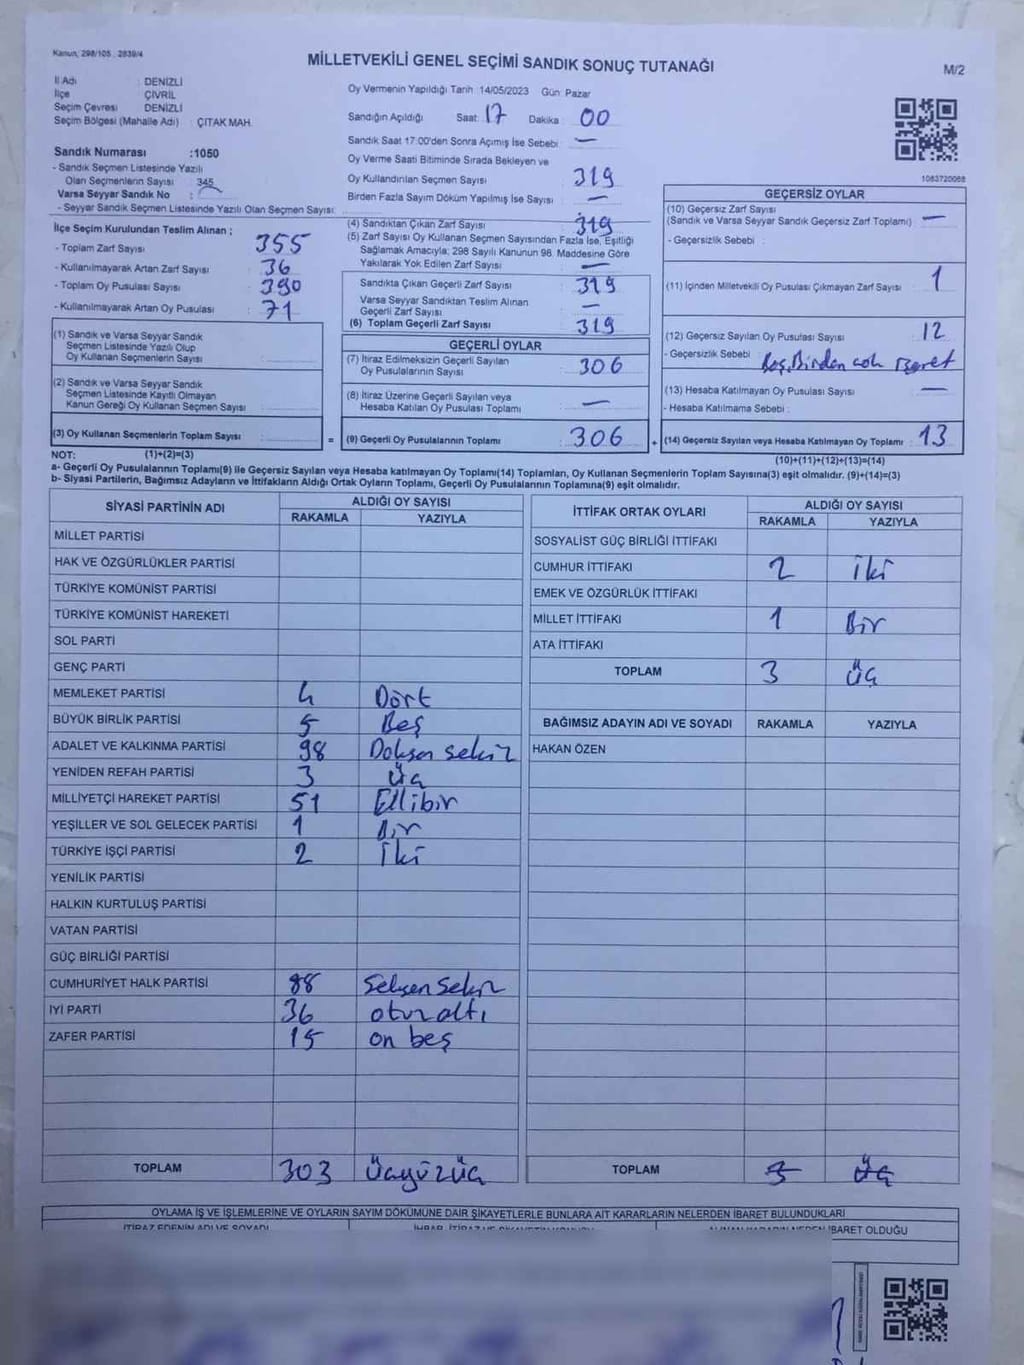 Kanun; 298/105 , 2839/4
MİLLETVEKİLİ GENEL SEÇİMİ SANDIK SONUÇ TUTANAĞI
M/2
İl Adı : DENİZLİ
İlçe : ÇİVRİL
Seçim Çevresi : DENİZLİ
Seçim Bölgesi (Mahalle Adı) : ÇITAK MAH.
Sandık Numarası :1050
- Sandık Seçmen Listesinde Yazılı
Olan Seçmenlerin Sayısı : 345
Varsa Seyyar Sandık No :
- Seyyar Sandık Seçmen Listesinde Yazılı Olan Seçmen Sayısı:
İlçe Seçim Kurulundan Teslim Alınan ;
- Toplam Zarf Sayısı : 355
- Kullanılmayarak Artan Zarf Sayısı : 36
- Toplam Oy Pusulası Sayısı : 390
- Kullanılmayarak Artan Oy Pusulası : 71
Oy Vermenin Yapıldığı Tarih :14/05/2023 Gün: Pazar
Sandığın Açıldığı Saat: 17 Dakika : 00
Sandık Saat 17:00'den Sonra Açımış İse Sebebi : —
Oy Verme Saati Bitiminde Sırada Bekleyen ve
Oy Kullandırılan Seçmen Sayısı : 319
Birden Fazla Sayım Döküm Yapılmış İse Sayısı : —
(4) Sandıktan Çıkan Zarf Sayısı : 319
(5) Zarf Sayısı Oy Kullanan Seçmen Sayısından Fazla İse, Eşitliği
Sağlamak Amacıyla; 298 Sayılı Kanunun 98. Maddesine Göre
Yakılarak Yok Edilen Zarf Sayısı : —
Sandıkta Çıkan Geçerli Zarf Sayısı : 319
Varsa Seyyar Sandıktan Teslim Alınan
Geçerli Zarf Sayısı : —
(6) Toplam Geçerli Zarf Sayısı : 319
1083720068
GEÇERSİZ OYLAR
(10) Geçersiz Zarf Sayısı
(Sandık ve Varsa Seyyar Sandık Geçersiz Zarf Toplamı) : —
- Geçersizlik Sebebi :
(11) İçinden Milletvekili Oy Pusulası Çıkmayan Zarf Sayısı : 1
(12) Geçersiz Sayılan Oy Pusulası Sayısı : 12
- Geçersizlik Sebebi : Boş, Birden çok işaret
(13) Hesaba Katılmayan Oy Pusulası Sayısı : —
- Hesaba Katılmama Sebebi :
(14) Geçersiz Sayılan veya Hesaba Katılmayan Oy Toplamı : 13
(10)+(11)+(12)+(13)=(14)
(1) Sandık ve Varsa Seyyar Sandık
Seçmen Listesinde Yazılı Olup
Oy Kullanan Seçmenlerin Sayısı :
(2) Sandık ve Varsa Seyyar Sandık
Seçmen Listesinde Kayıtlı Olmayan
Kanun Gereği Oy Kullanan Seçmen Sayısı :
(3) Oy Kullanan Seçmenlerin Toplam Sayısı :
(1)+(2)=(3)
=
GEÇERLİ OYLAR
(7) İtiraz Edilmeksizin Geçerli Sayılan
Oy Pusulalarının Sayısı : 306
(8) İtiraz Üzerine Geçerli Sayılan veya
Hesaba Katılan Oy Pusulası Toplamı : —
(9) Geçerli Oy Pusulalarının Toplamı : 306
+
NOT:
a- Geçerli Oy Pusulalarının Toplamı(9) ile Geçersiz Sayılan veya Hesaba katılmayan Oy Toplamı(14) Toplamları, Oy Kullanan Seçmenlerin Toplam Sayısına(3) eşit olmalıdır. (9)+(14)=(3)
b- Siyasi Partilerin, Bağımsız Adayların ve İttifakların Aldığı Ortak Oyların Toplamı, Geçerli Oy Pusulalarının Toplamına(9) eşit olmalıdır.
SİYASİ PARTİNİN ADI ALDIĞI OY SAYISI
RAKAMLA YAZIYLA
MİLLET PARTİSİ
HAK VE ÖZGÜRLÜKLER PARTİSİ
TÜRKİYE KOMÜNİST PARTİSİ
TÜRKİYE KOMÜNİST HAREKETİ
SOL PARTİ
GENÇ PARTİ
MEMLEKET PARTİSİ 4 Dört
BÜYÜK BİRLİK PARTİSİ 5 Beş
ADALET VE KALKINMA PARTİSİ 98 Doksan sekiz
YENİDEN REFAH PARTİSİ 3 Üç
MİLLİYETÇİ HAREKET PARTİSİ 51 Ellibir
YEŞİLLER VE SOL GELECEK PARTİSİ 1 Bir
TÜRKİYE İŞÇİ PARTİSİ 2 İki
YENİLİK PARTİSİ
HALKIN KURTULUŞ PARTİSİ
VATAN PARTİSİ
GÜÇ BİRLİĞİ PARTİSİ
CUMHURİYET HALK PARTİSİ 88 Seksen sekiz
İYİ PARTİ 36 otuz altı
ZAFER PARTİSİ 15 on beş
TOPLAM 303 Üçyüzüç
İTTİFAK ORTAK OYLARI ALDIĞI OY SAYISI
RAKAMLA YAZIYLA
SOSYALİST GÜÇ BİRLİĞİ İTTİFAKI
CUMHUR İTTİFAKI 2 İki
EMEK VE ÖZGÜRLÜK İTTİFAKI
MİLLET İTTİFAKI 1 Bir
ATA İTTİFAKI
TOPLAM 3 Üç
BAĞIMSIZ ADAYIN ADI VE SOYADI RAKAMLA YAZIYLA
HAKAN ÖZEN
TOPLAM 3 Üç
OYLAMA İŞ VE İŞLEMLERİNE VE OYLARIN SAYIM DÖKÜMÜNE DAİR ŞİKAYETLERLE BUNLARA AİT KARARLARIN NELERDEN İBARET BULUNDUKLARI
İTİRAZ EDENİN ADI VE SOYADI
İBARET OLDUĞU